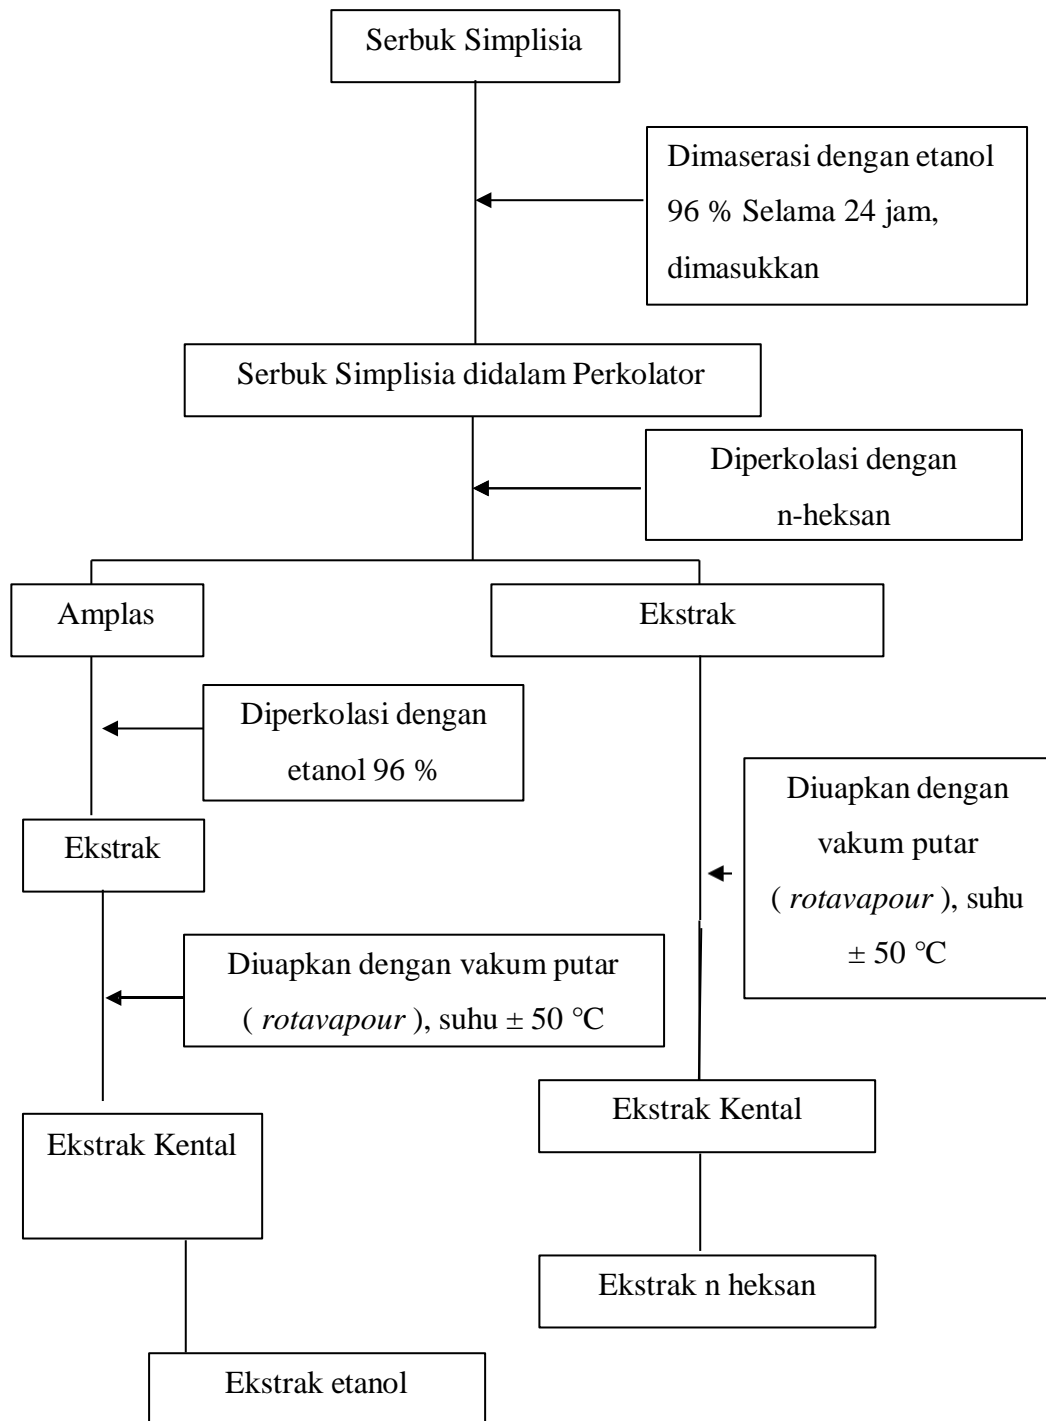 Serbuk Simplisia
Dimaserasi dengan etanol
96 % Selama 24 jam,
dimasukkan
Serbuk Simplisia didalam Perkolator
Diperkolasi dengan
n-heksan
Amplas
Ekstrak
Diperkolasi dengan
etanol 96 %
Diuapkan dengan
vakum putar
( rotavapour ), suhu
± 50 °C
Ekstrak
Diuapkan dengan vakum putar
( rotavapour ), suhu ± 50 °C
Ekstrak Kental
Ekstrak Kental
Ekstrak n heksan
Ekstrak etanol